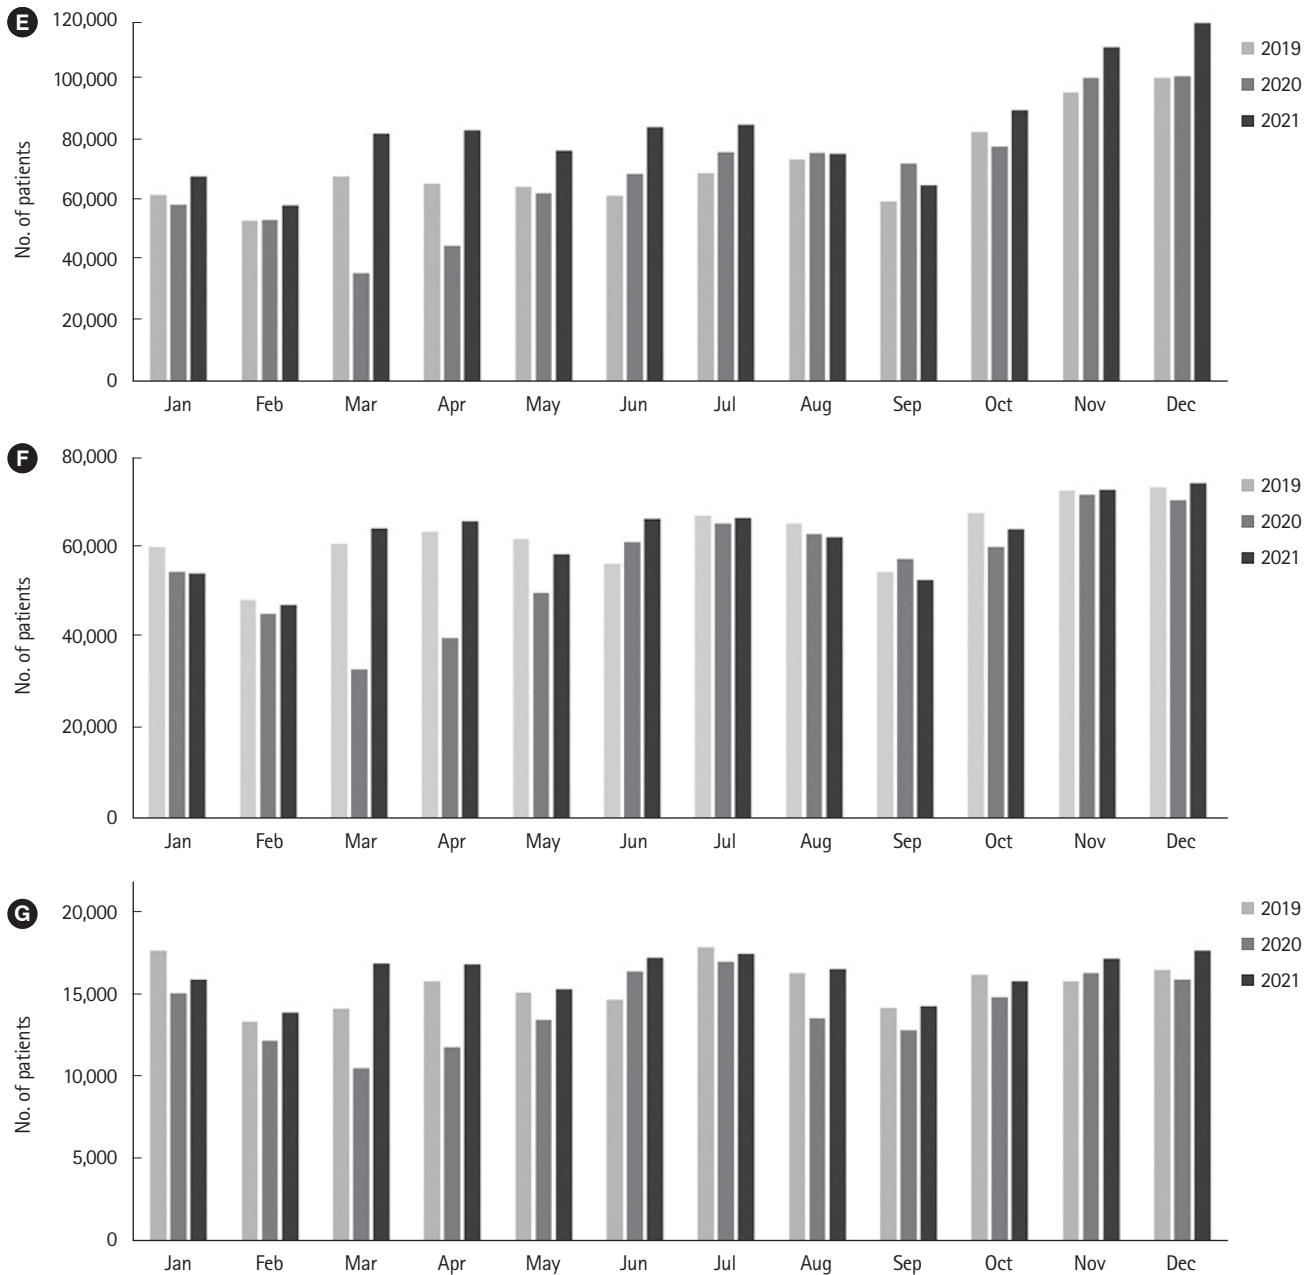 E
120,000
100,000
80,000
60,000
40,000
20,000
0
No. of patients
Jan Feb Mar Apr May Jun Jul Aug Sep Oct Nov Dec
2019
2020
2021
F
80,000
60,000
40,000
20,000
0
No. of patients
Jan Feb Mar Apr May Jun Jul Aug Sep Oct Nov Dec
2019
2020
2021
G
20,000
15,000
10,000
5,000
0
No. of patients
Jan Feb Mar Apr May Jun Jul Aug Sep Oct Nov Dec
2019
2020
2021